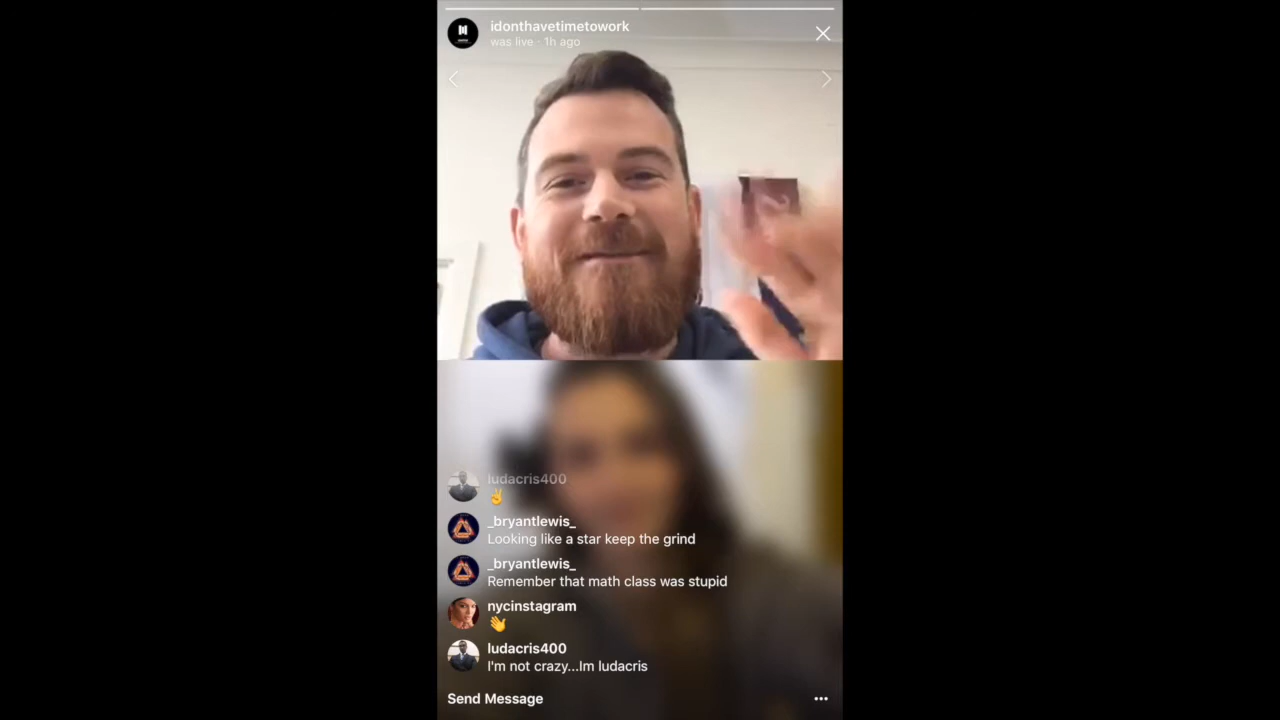 idonthavetimetowork
was live · 1h ago
ludacris400
✌️
_bryantlewis_
Looking like a star keep the grind
_bryantlewis_
Remember that math class was stupid
nycinstagram
👋
ludacris400
I'm not crazy...Im ludacris
Send Message